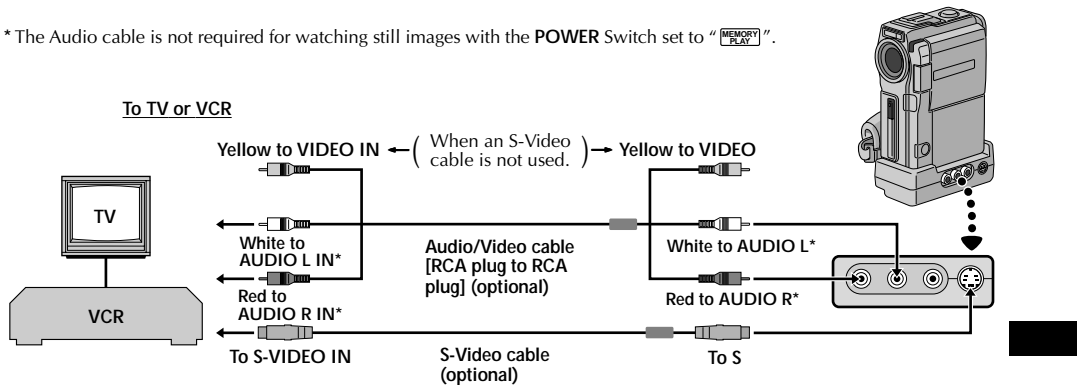 * The Audio cable is not required for watching still images with the POWER Switch set to “ MEMORY PLAY ”.
To TV or VCR
Yellow to VIDEO IN
( When an S-Video
cable is not used. )
Yellow to VIDEO
TV
White to
AUDIO L IN*
Audio/Video cable
[RCA plug to RCA
plug] (optional)
White to AUDIO L*
Red to
AUDIO R IN*
Red to AUDIO R*
VCR
To S-VIDEO IN
S-Video cable
(optional)
To S